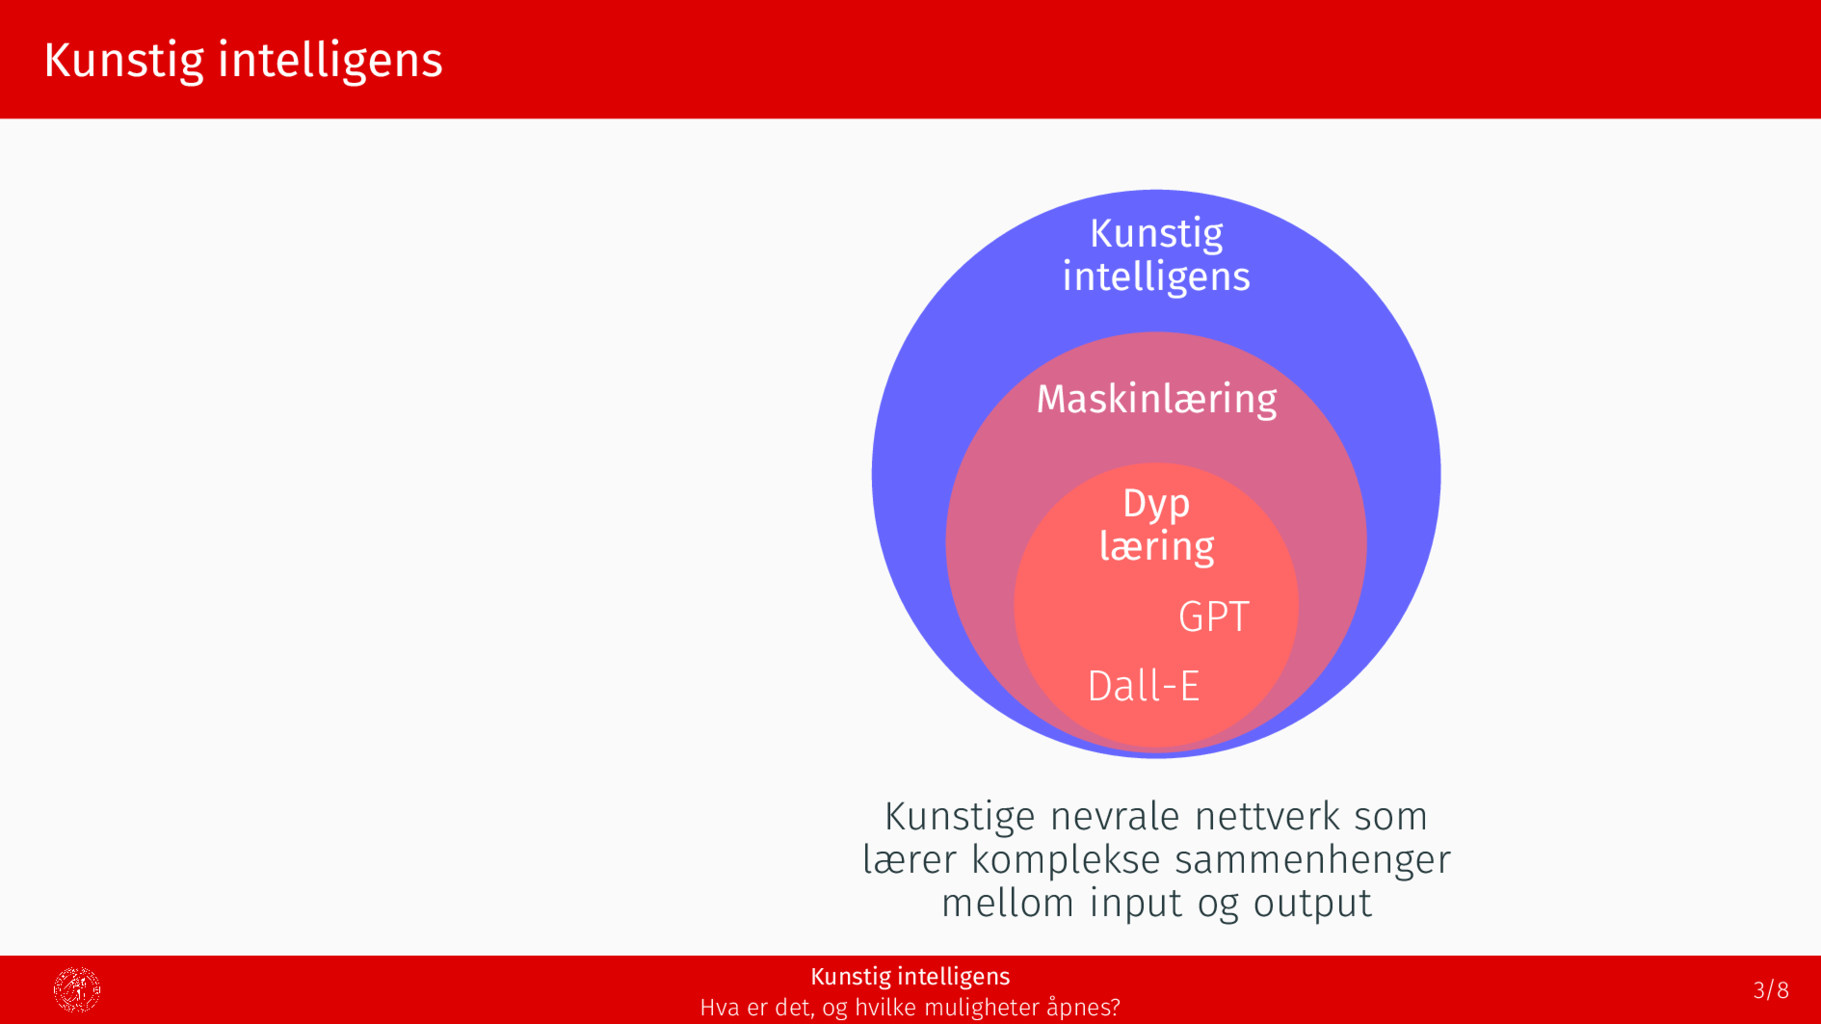 Kunstig intelligens
Kunstig
intelligens
Maskinlæring
Dyp
læring
GPT
Dall-E
Kunstige nevrale nettverk som
lærer komplekse sammenhenger
mellom input og output
Kunstig intelligens
Hva er det, og hvilke muligheter åpnes?
3/8